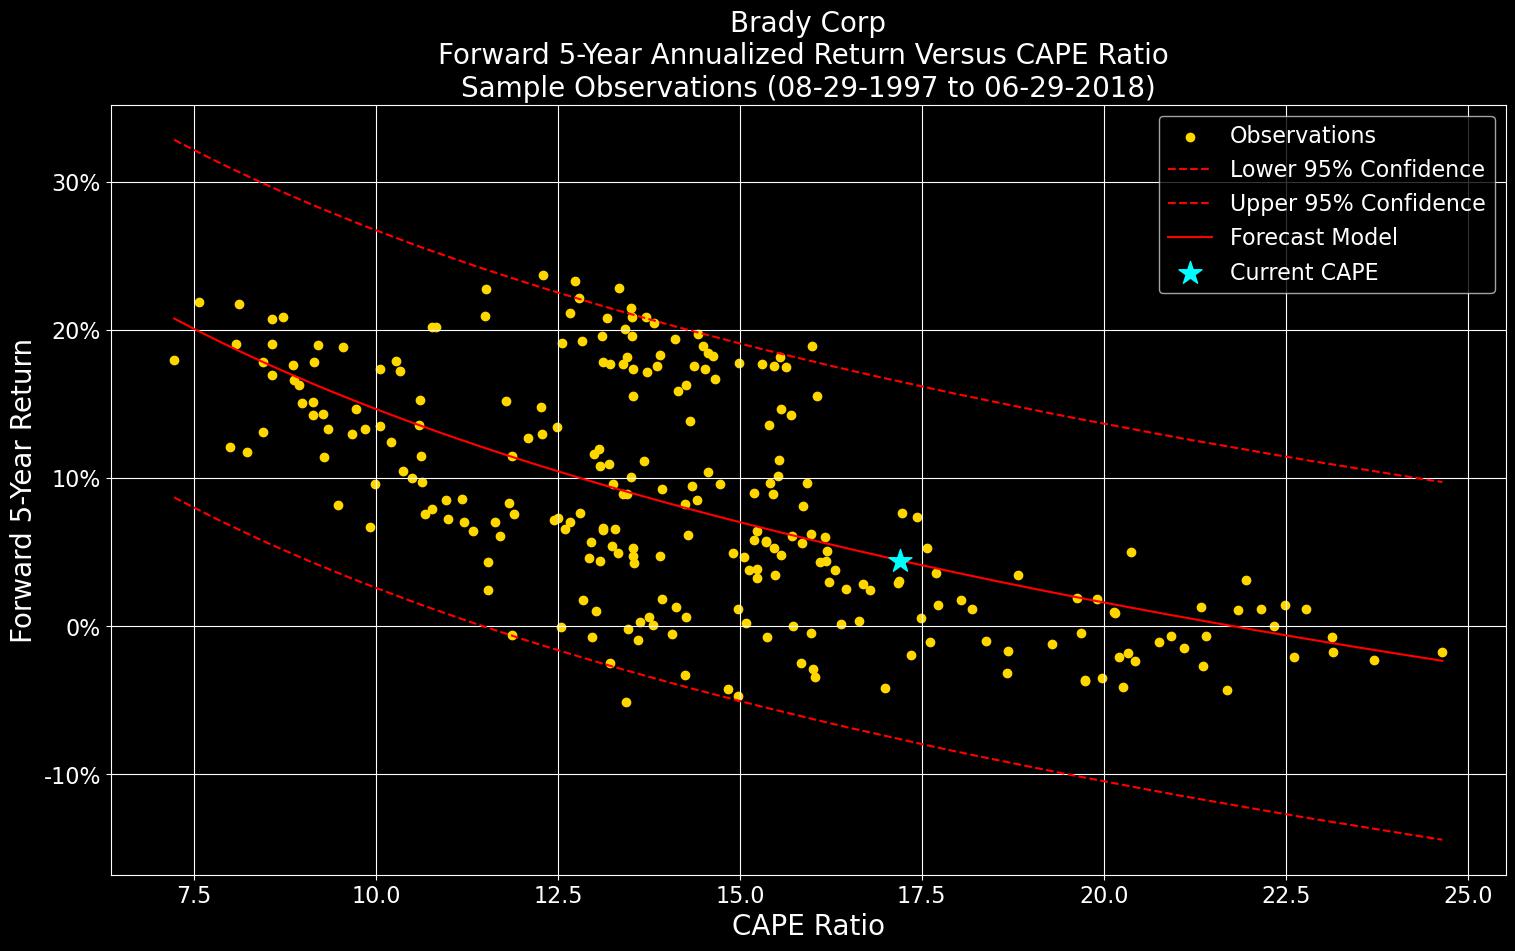 Brady Corp
Forward 5-Year Annualized Return Versus CAPE Ratio
Sample Observations (08-29-1997 to 06-29-2018)
Observations
Lower 95% Confidence
Upper 95% Confidence
Forecast Model
Current CAPE
Forward 5-Year Return
30%
20%
10%
0%
-10%
7.5
10.0
12.5
15.0
17.5
20.0
22.5
25.0
CAPE Ratio